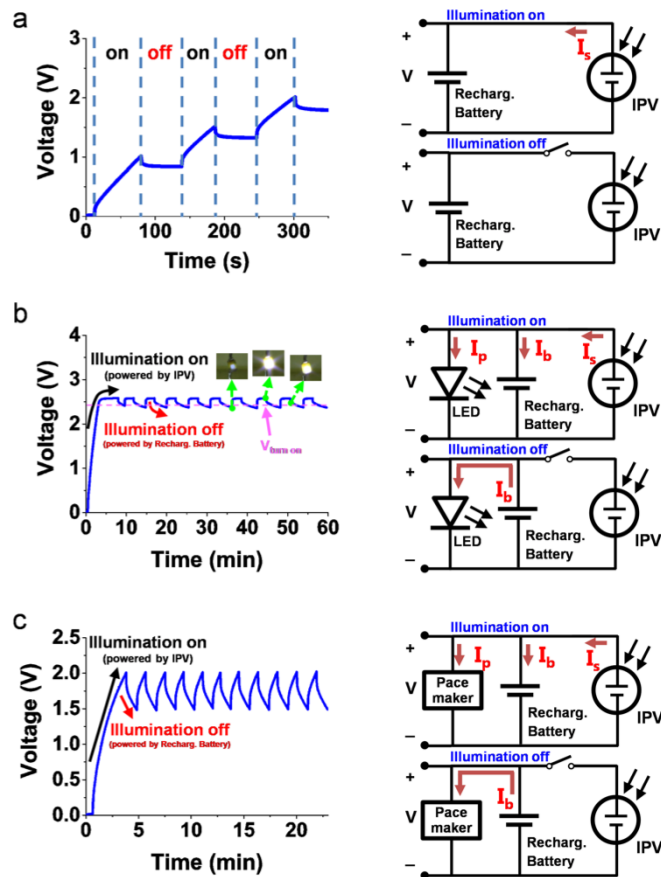 a
on off on off on
3
2
1
0
0 100 200 300
Voltage (V)
Time (s)
Illumination on
+
V
–
Recharg.
Battery
Is
IPV
Illumination off
+
V
–
Recharg.
Battery
IPV
b
4
3
2
1
0
0 10 20 30 40 50 60
Voltage (V)
Time (min)
Illumination on
(powered by IPV)
Illumination off
(powered by Recharg. Battery)
Vturn on
Illumination on
+
V
–
Ip
Ib
Is
LED
Recharg.
Battery
IPV
Illumination off
+
V
–
Ib
LED
Recharg.
Battery
IPV
c
2.5
2.0
1.5
1.0
0.5
0.0
0 5 10 15 20
Voltage (V)
Time (min)
Illumination on
(powered by IPV)
Illumination off
(powered by Recharg. Battery)
Illumination on
+
V
–
Ip
Ib
Is
Pace
maker
Recharg.
Battery
IPV
Illumination off
+
V
–
Ib
Pace
maker
Recharg.
Battery
IPV